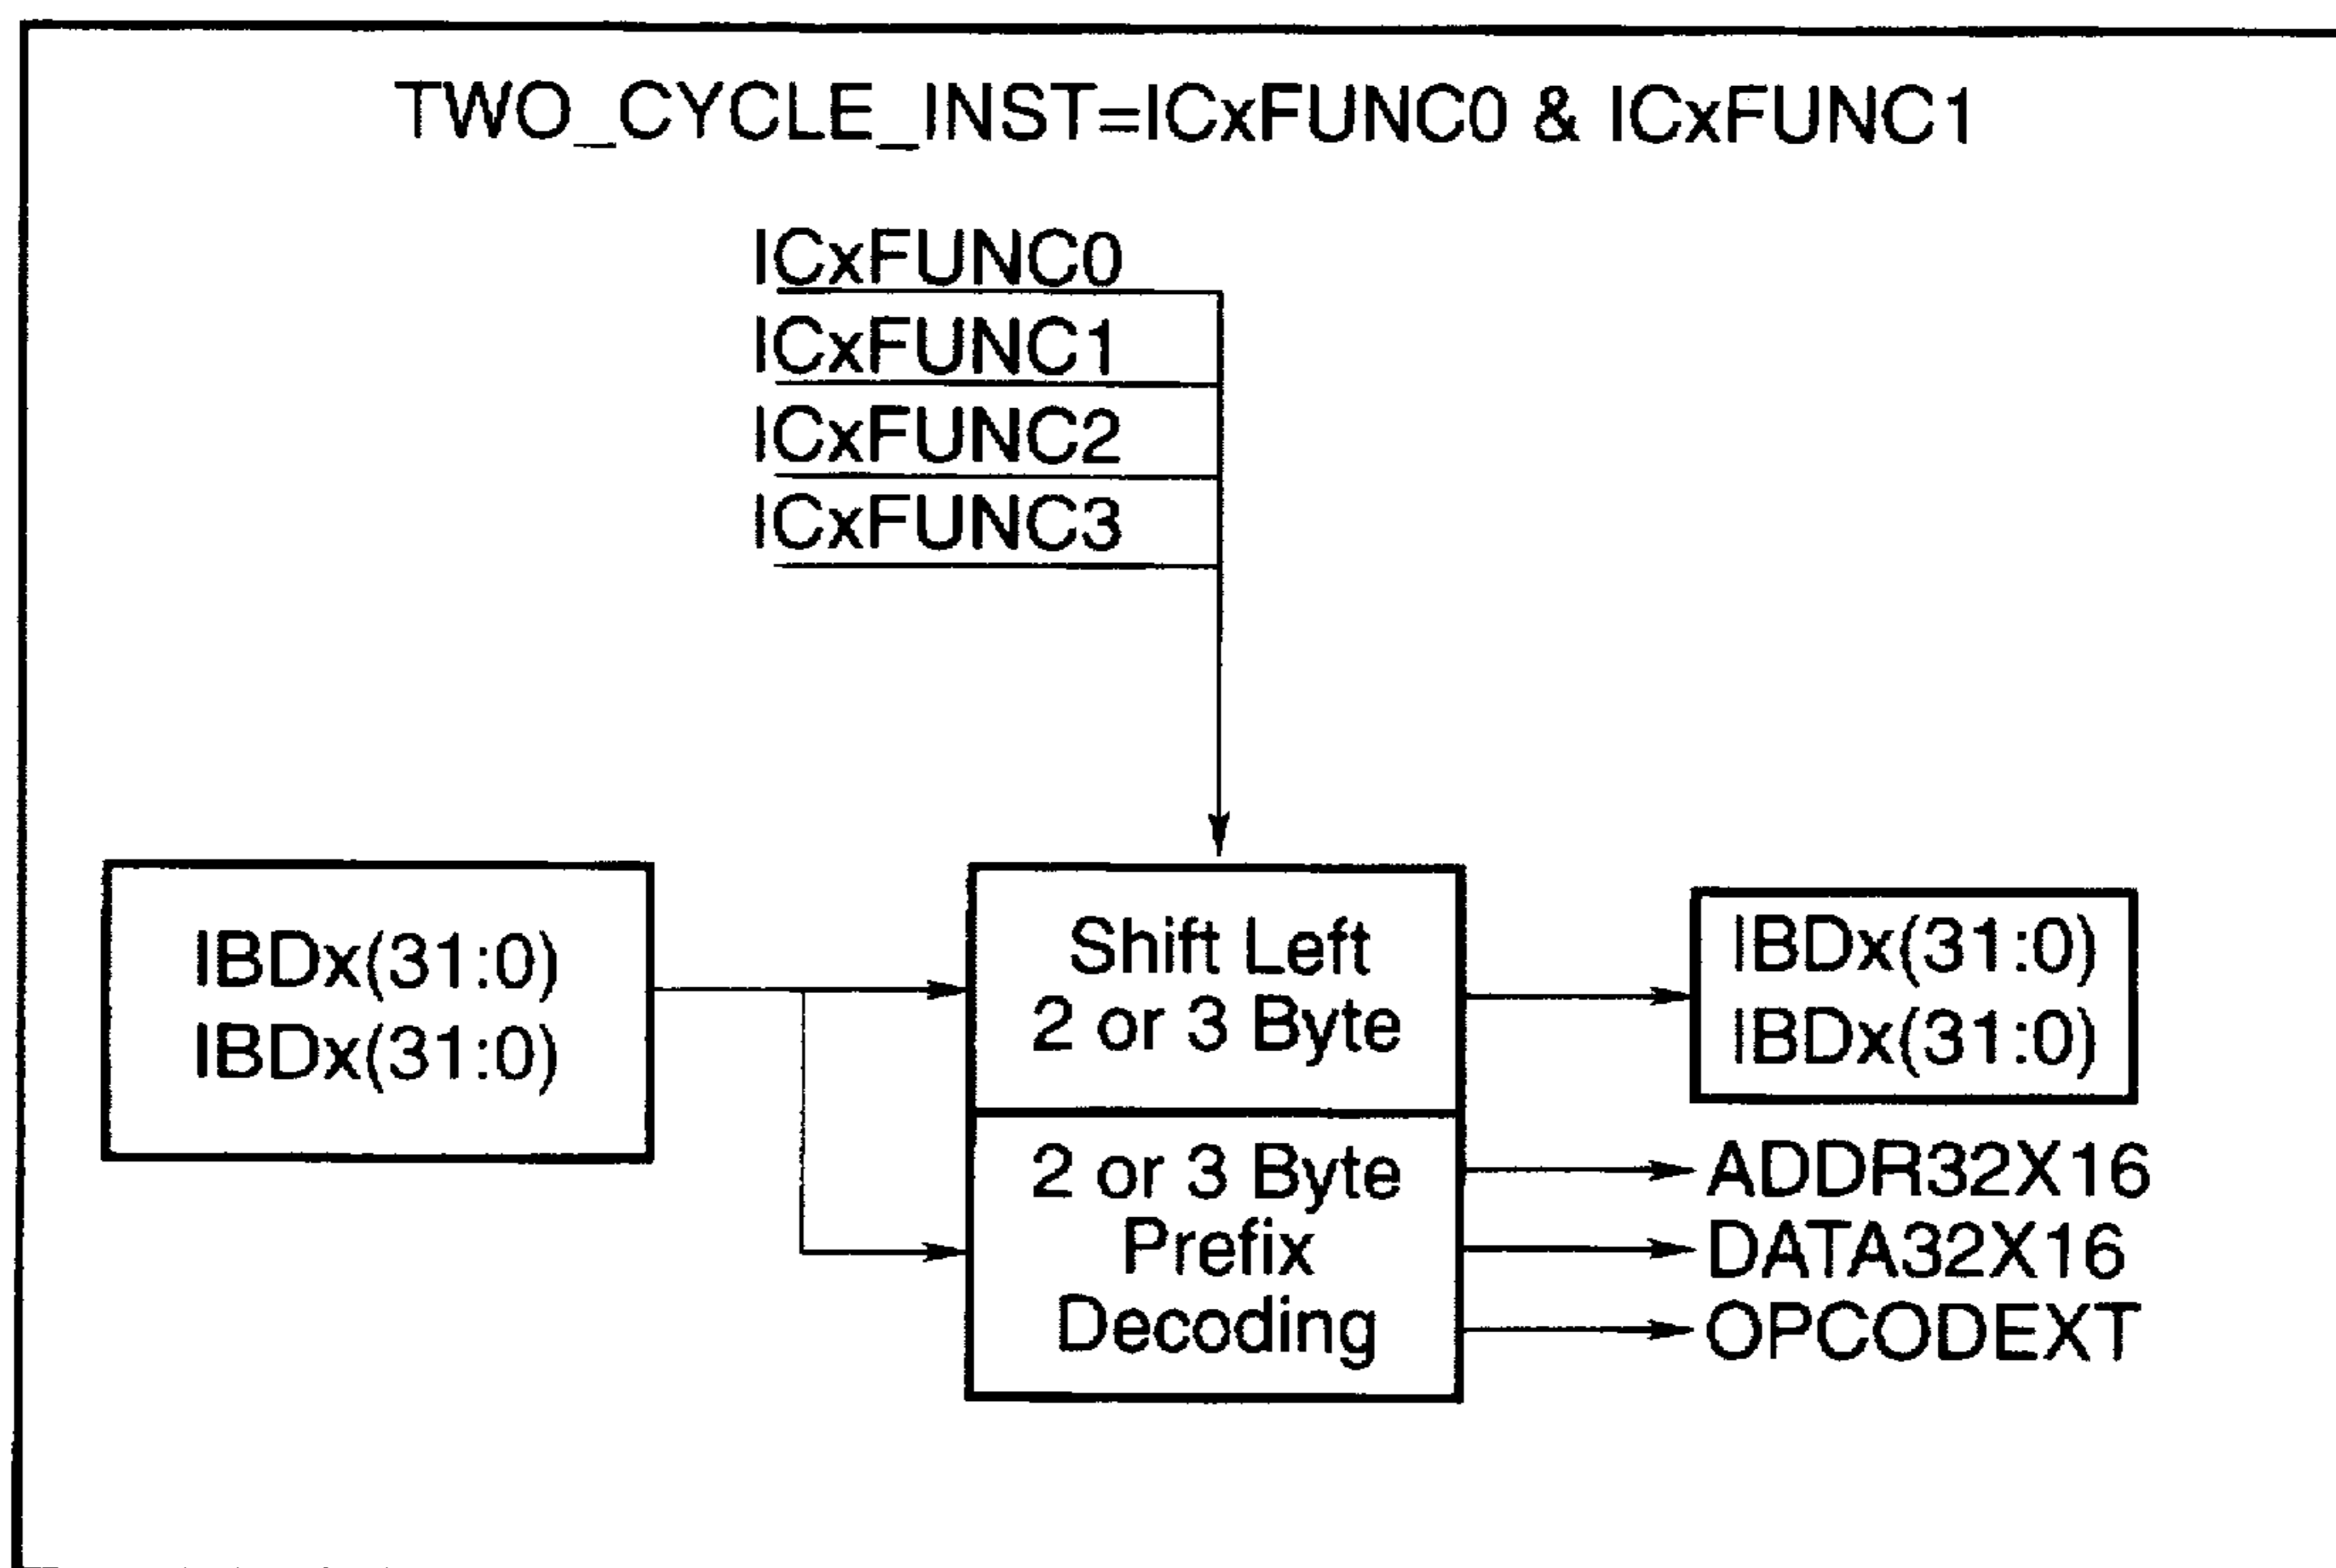 TWO_CYCLE_INST=ICxFUNC0 & ICxFUNC1
ICxFUNC0
ICxFUNC1
ICxFUNC2
ICxFUNC3
IBDx(31:0)
IBDx(31:0)
Shift Left
2 or 3 Byte
2 or 3 Byte
Prefix
Decoding
IBDx(31:0)
IBDx(31:0)
ADDR32X16
DATA32X16
OPCODEXT